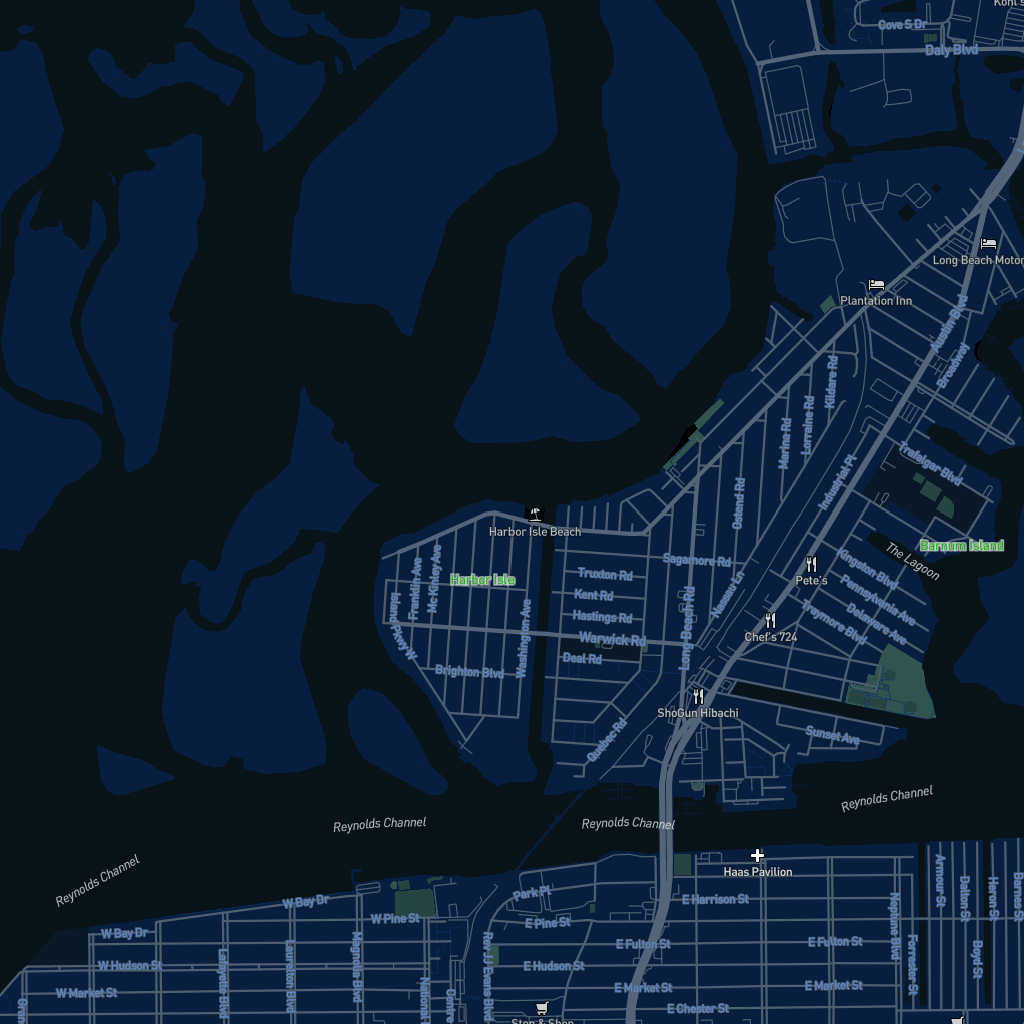 Kohl's
Cove S Dr
Daly Blvd
Long Beach Motor
Plantation Inn
Austin Blvd
Broadway
Kildare Rd
Lorraine Rd
Marina Rd
Trafalgar Blvd
Industrial Pl
Ostend Rd
Harbor Isle Beach
Barnum Island
The Lagoon
Sagamore Rd
Pete's
Kingston Blvd
Harbor Isle
Truxton Rd
Franklin Ave
Mc Kinley Ave
Kent Rd
Nassau Ln
Pennsylvania Ave
Delaware Ave
Traymore Blvd
Hastings Rd
Island Pkwy W
Washington Ave
Warwick Rd
Long Beach Rd
Chef's 724
Deal Rd
Brighton Blvd
ShoGun Hibachi
Quebec Rd
Sunset Ave
Reynolds Channel
Reynolds Channel
Reynolds Channel
Reynolds Channel
Haas Pavilion
Armour St
Dalton St
Heron St
Barnes St
Park Pl
W Bay Dr
E Harrison St
W Pine St
E Pine St
Neptune Blvd
W Bay Dr
E Fulton St
E Fulton St
Forrester St
Boyd St
W Hudson St
Lafayette Blvd
Laurelton Blvd
Magnolia Blvd
Rev JJ Evans Blvd
E Hudson St
W Market St
National
Centre
E Market St
E Market St
E Chester St
Stop & Shop